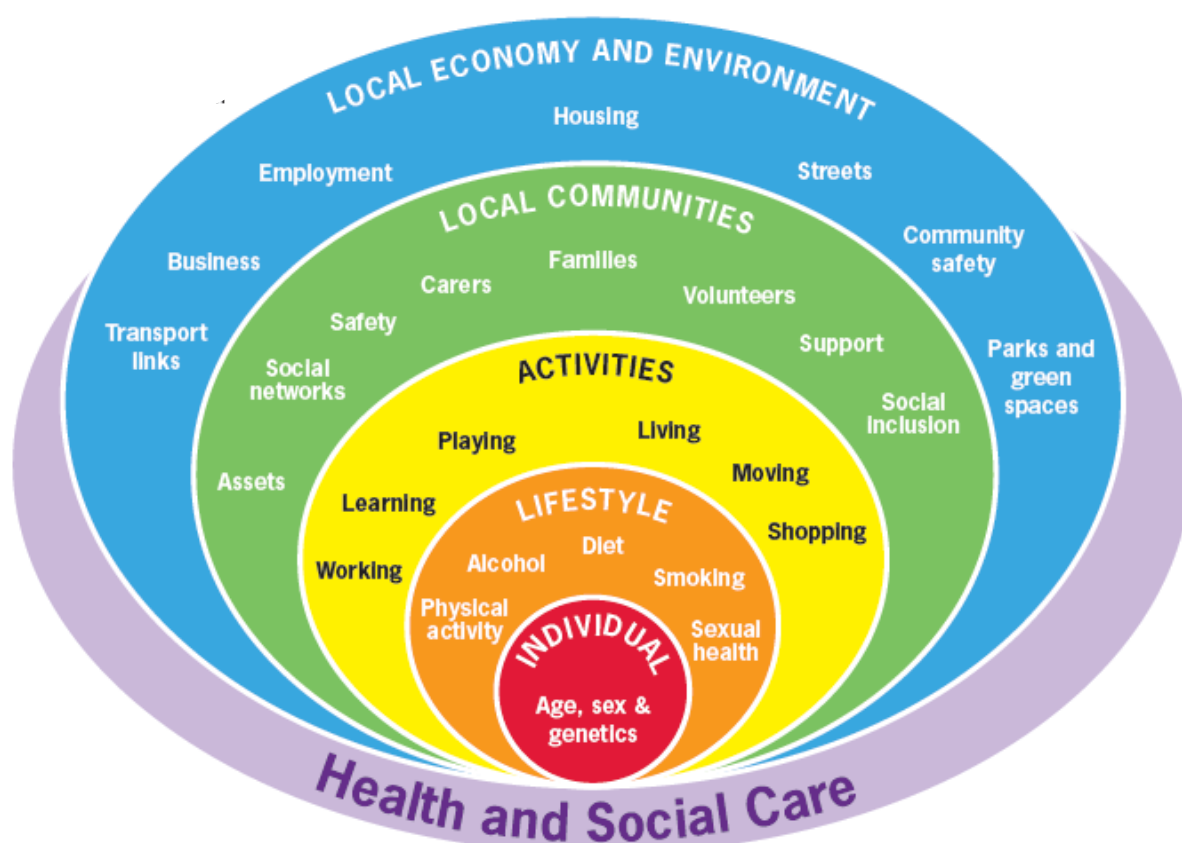 LOCAL ECONOMY AND ENVIRONMENT
Housing
Employment
Streets
Business
Community
safety
Transport
links
Parks and
green
spaces
LOCAL COMMUNITIES
Families
Carers
Volunteers
Safety
Support
Social
networks
Social
inclusion
Assets
ACTIVITIES
Playing
Living
Learning
Moving
Working
Shopping
LIFESTYLE
Diet
Alcohol
Smoking
Physical
activity
Sexual
health
INDIVIDUAL
Age, sex &
genetics
Health and Social Care